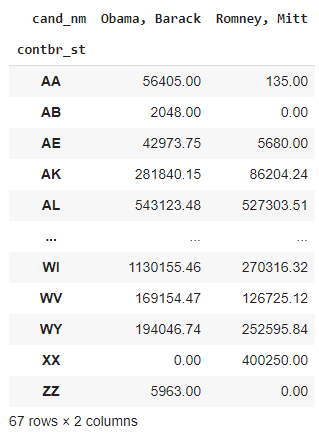 cand_nm Obama, Barack Romney, Mitt
contbr_st
AA 56405.00 135.00
AB 2048.00 0.00
AE 42973.75 5680.00
AK 281840.15 86204.24
AL 543123.48 527303.51
... ... ...
WI 1130155.46 270316.32
WV 169154.47 126725.12
WY 194046.74 252595.84
XX 0.00 400250.00
ZZ 5963.00 0.00
67 rows × 2 columns